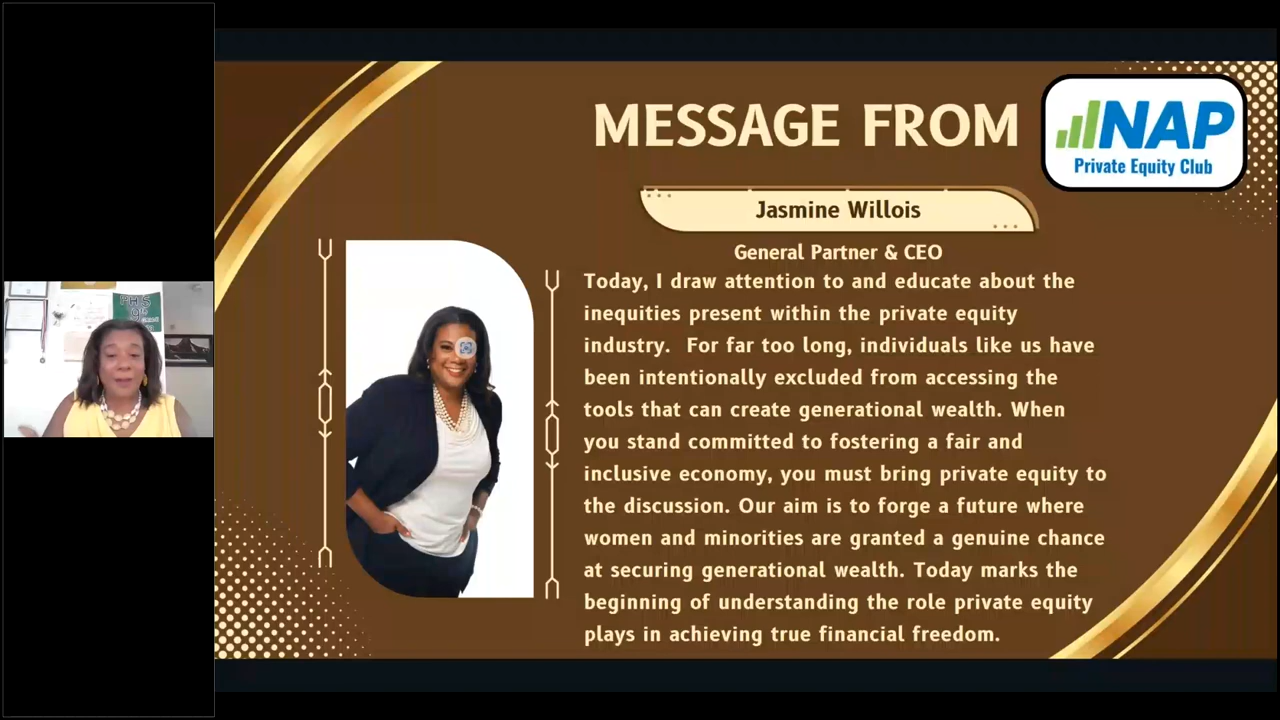 MESSAGE FROM
NAP
Private Equity Club
Jasmine Willois
General Partner & CEO
Today, I draw attention to and educate about the
inequities present within the private equity
industry.  For far too long, individuals like us have
been intentionally excluded from accessing the
tools that can create generational wealth. When
you stand committed to fostering a fair and
inclusive economy, you must bring private equity to
the discussion. Our aim is to forge a future where
women and minorities are granted a genuine chance
at securing generational wealth. Today marks the
beginning of understanding the role private equity
plays in achieving true financial freedom.